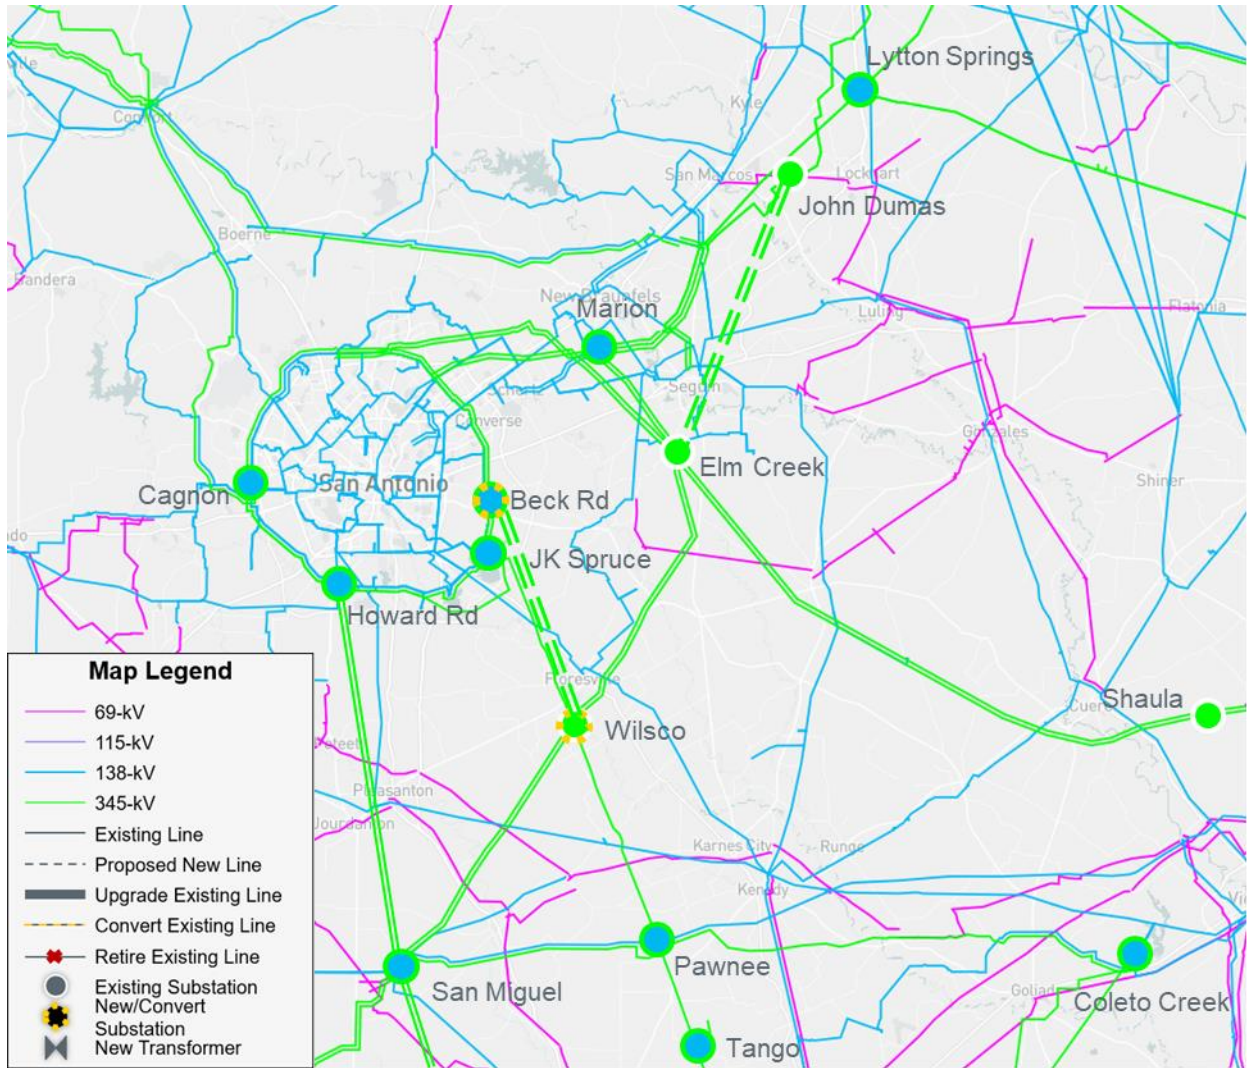 Lytton Springs
Kyle
San Marcos
Lockhart
John Dumas
Boerne
Bandera
New Braunfels
Marion
Luling
Flatonia
Seguin
Schertz
Converse
Gonzales
Elm Creek
Shiner
San Antonio
Cagnon
Beck Rd
JK Spruce
Howard Rd
Floresville
Wilsco
Cuero
Shaula
Map Legend
69-kV
115-kV
138-kV
345-kV
Existing Line
Proposed New Line
Upgrade Existing Line
Convert Existing Line
Retire Existing Line
Existing Substation
New/Convert
Substation
New Transformer
Pleasanton
Jourdanton
Karnes City
Runge
Kenedy
Pawnee
San Miguel
Goliad
Coleto Creek
Tango